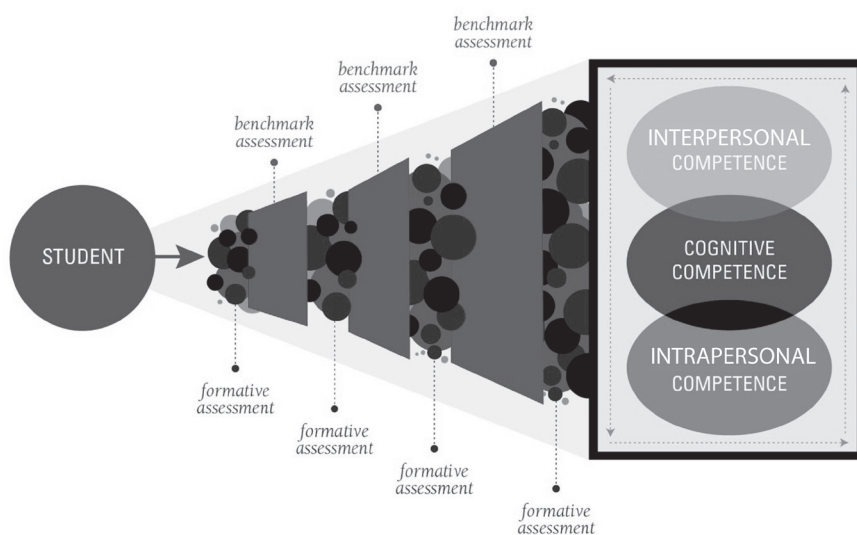 benchmark
assessment
benchmark
assessment
benchmark
assessment
STUDENT
formative
assessment
formative
assessment
formative
assessment
formative
assessment
INTERPERSONAL
COMPETENCE
COGNITIVE
COMPETENCE
INTRAPERSONAL
COMPETENCE